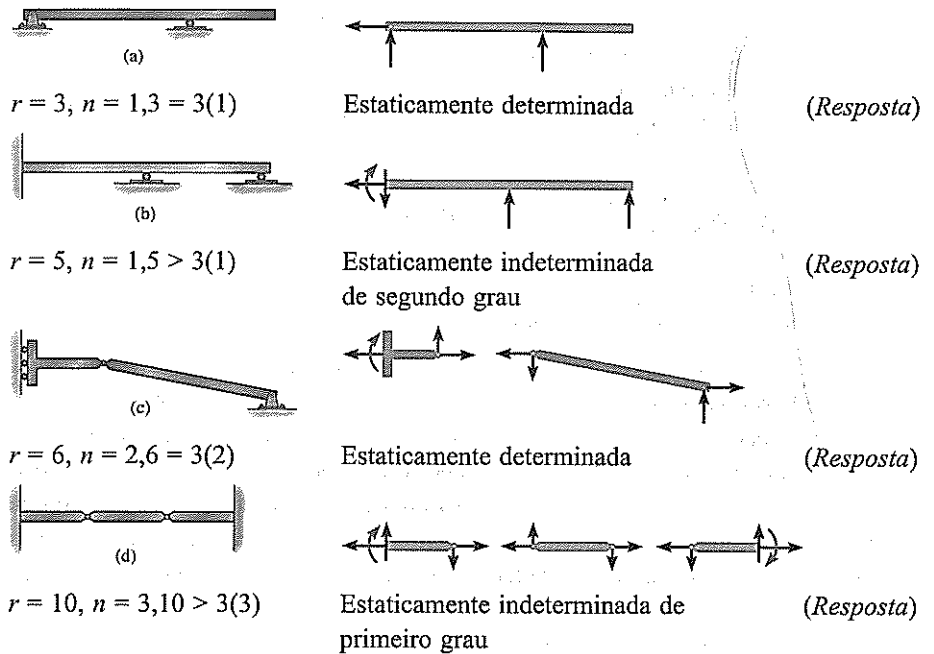 (a)
r = 3, n = 1,3 = 3(1) Estaticamente determinada (Resposta)
(b)
r = 5, n = 1,5 > 3(1) Estaticamente indeterminada (Resposta)
de segundo grau
(c)
r = 6, n = 2,6 = 3(2) Estaticamente determinada (Resposta)
(d)
r = 10, n = 3,10 > 3(3) Estaticamente indeterminada de (Resposta)
primeiro grau